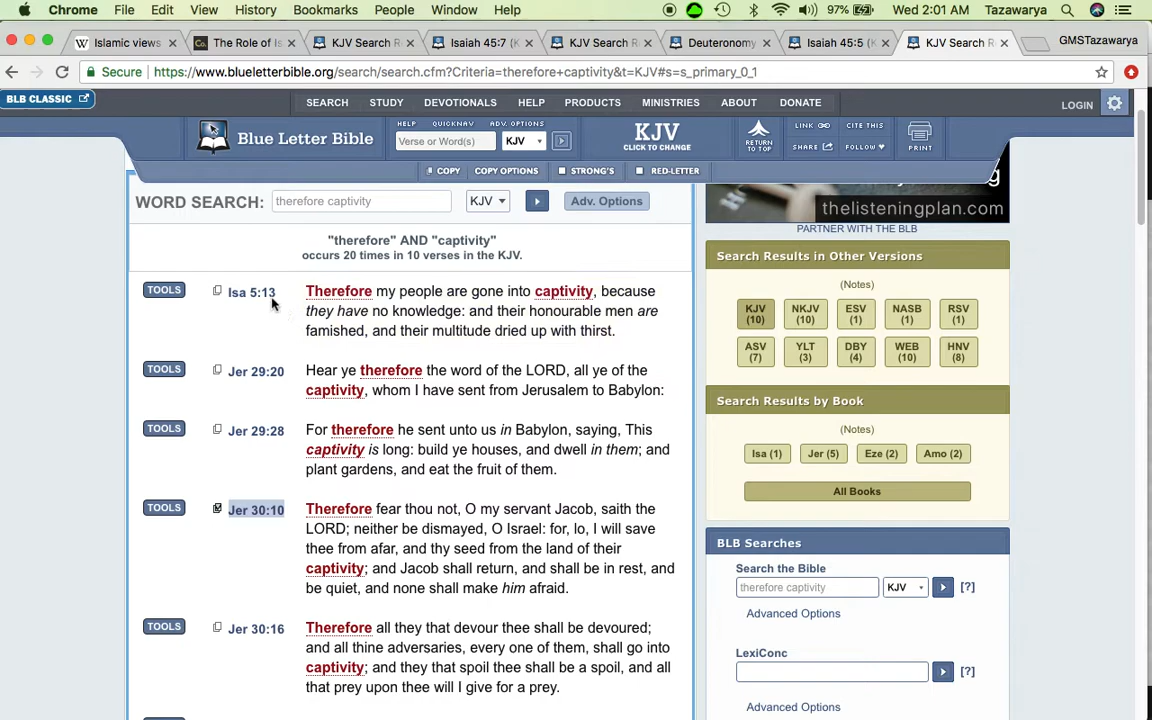 Chrome File Edit View History Bookmarks People Window Help 97% Wed 2:01 AM Tazawarya
Islamic views The Role of Is KJV Search R Isaiah 45:7 (K KJV Search R Deuteronomy Isaiah 45:5 (K KJV Search R GMSTazawarya
Secure https://www.blueletterbible.org/search/search.cfm?Criteria=therefore+captivity&t=KJV#s=s_primary_0_1
BLB CLASSIC
SEARCH STUDY DEVOTIONALS HELP PRODUCTS MINISTRIES ABOUT DONATE LOGIN
Blue Letter Bible
HELP QUICKNAV ADV. OPTIONS
Verse or Word(s) KJV
KJV
CLICK TO CHANGE
RETURN
TO TOP
LINK CITE THIS
SHARE FOLLOW
PRINT
COPY COPY OPTIONS STRONG'S RED-LETTER
WORD SEARCH: therefore captivity KJV Adv. Options
"therefore" AND "captivity"
occurs 20 times in 10 verses in the KJV.
TOOLS Isa 5:13 Therefore my people are gone into captivity, because
they have no knowledge: and their honourable men are
famished, and their multitude dried up with thirst.
TOOLS Jer 29:20 Hear ye therefore the word of the LORD, all ye of the
captivity, whom I have sent from Jerusalem to Babylon:
TOOLS Jer 29:28 For therefore he sent unto us in Babylon, saying, This
captivity is long: build ye houses, and dwell in them; and
plant gardens, and eat the fruit of them.
TOOLS Jer 30:10 Therefore fear thou not, O my servant Jacob, saith the
LORD; neither be dismayed, O Israel: for, lo, I will save
thee from afar, and thy seed from the land of their
captivity; and Jacob shall return, and shall be in rest, and
be quiet, and none shall make him afraid.
TOOLS Jer 30:16 Therefore all they that devour thee shall be devoured;
and all thine adversaries, every one of them, shall go into
captivity; and they that spoil thee shall be a spoil, and all
that prey upon thee will I give for a prey.
thelisteningplan.com
PARTNER WITH THE BLB
Search Results in Other Versions
(Notes)
KJV NKJV ESV NASB RSV
(10) (10) (1) (1) (1)
ASV YLT DBY WEB HNV
(7) (3) (4) (10) (8)
Search Results by Book
(Notes)
Isa (1) Jer (5) Eze (2) Amo (2)
All Books
BLB Searches
Search the Bible
therefore captivity KJV [?]
Advanced Options
LexiConc
[?]
Advanced Options